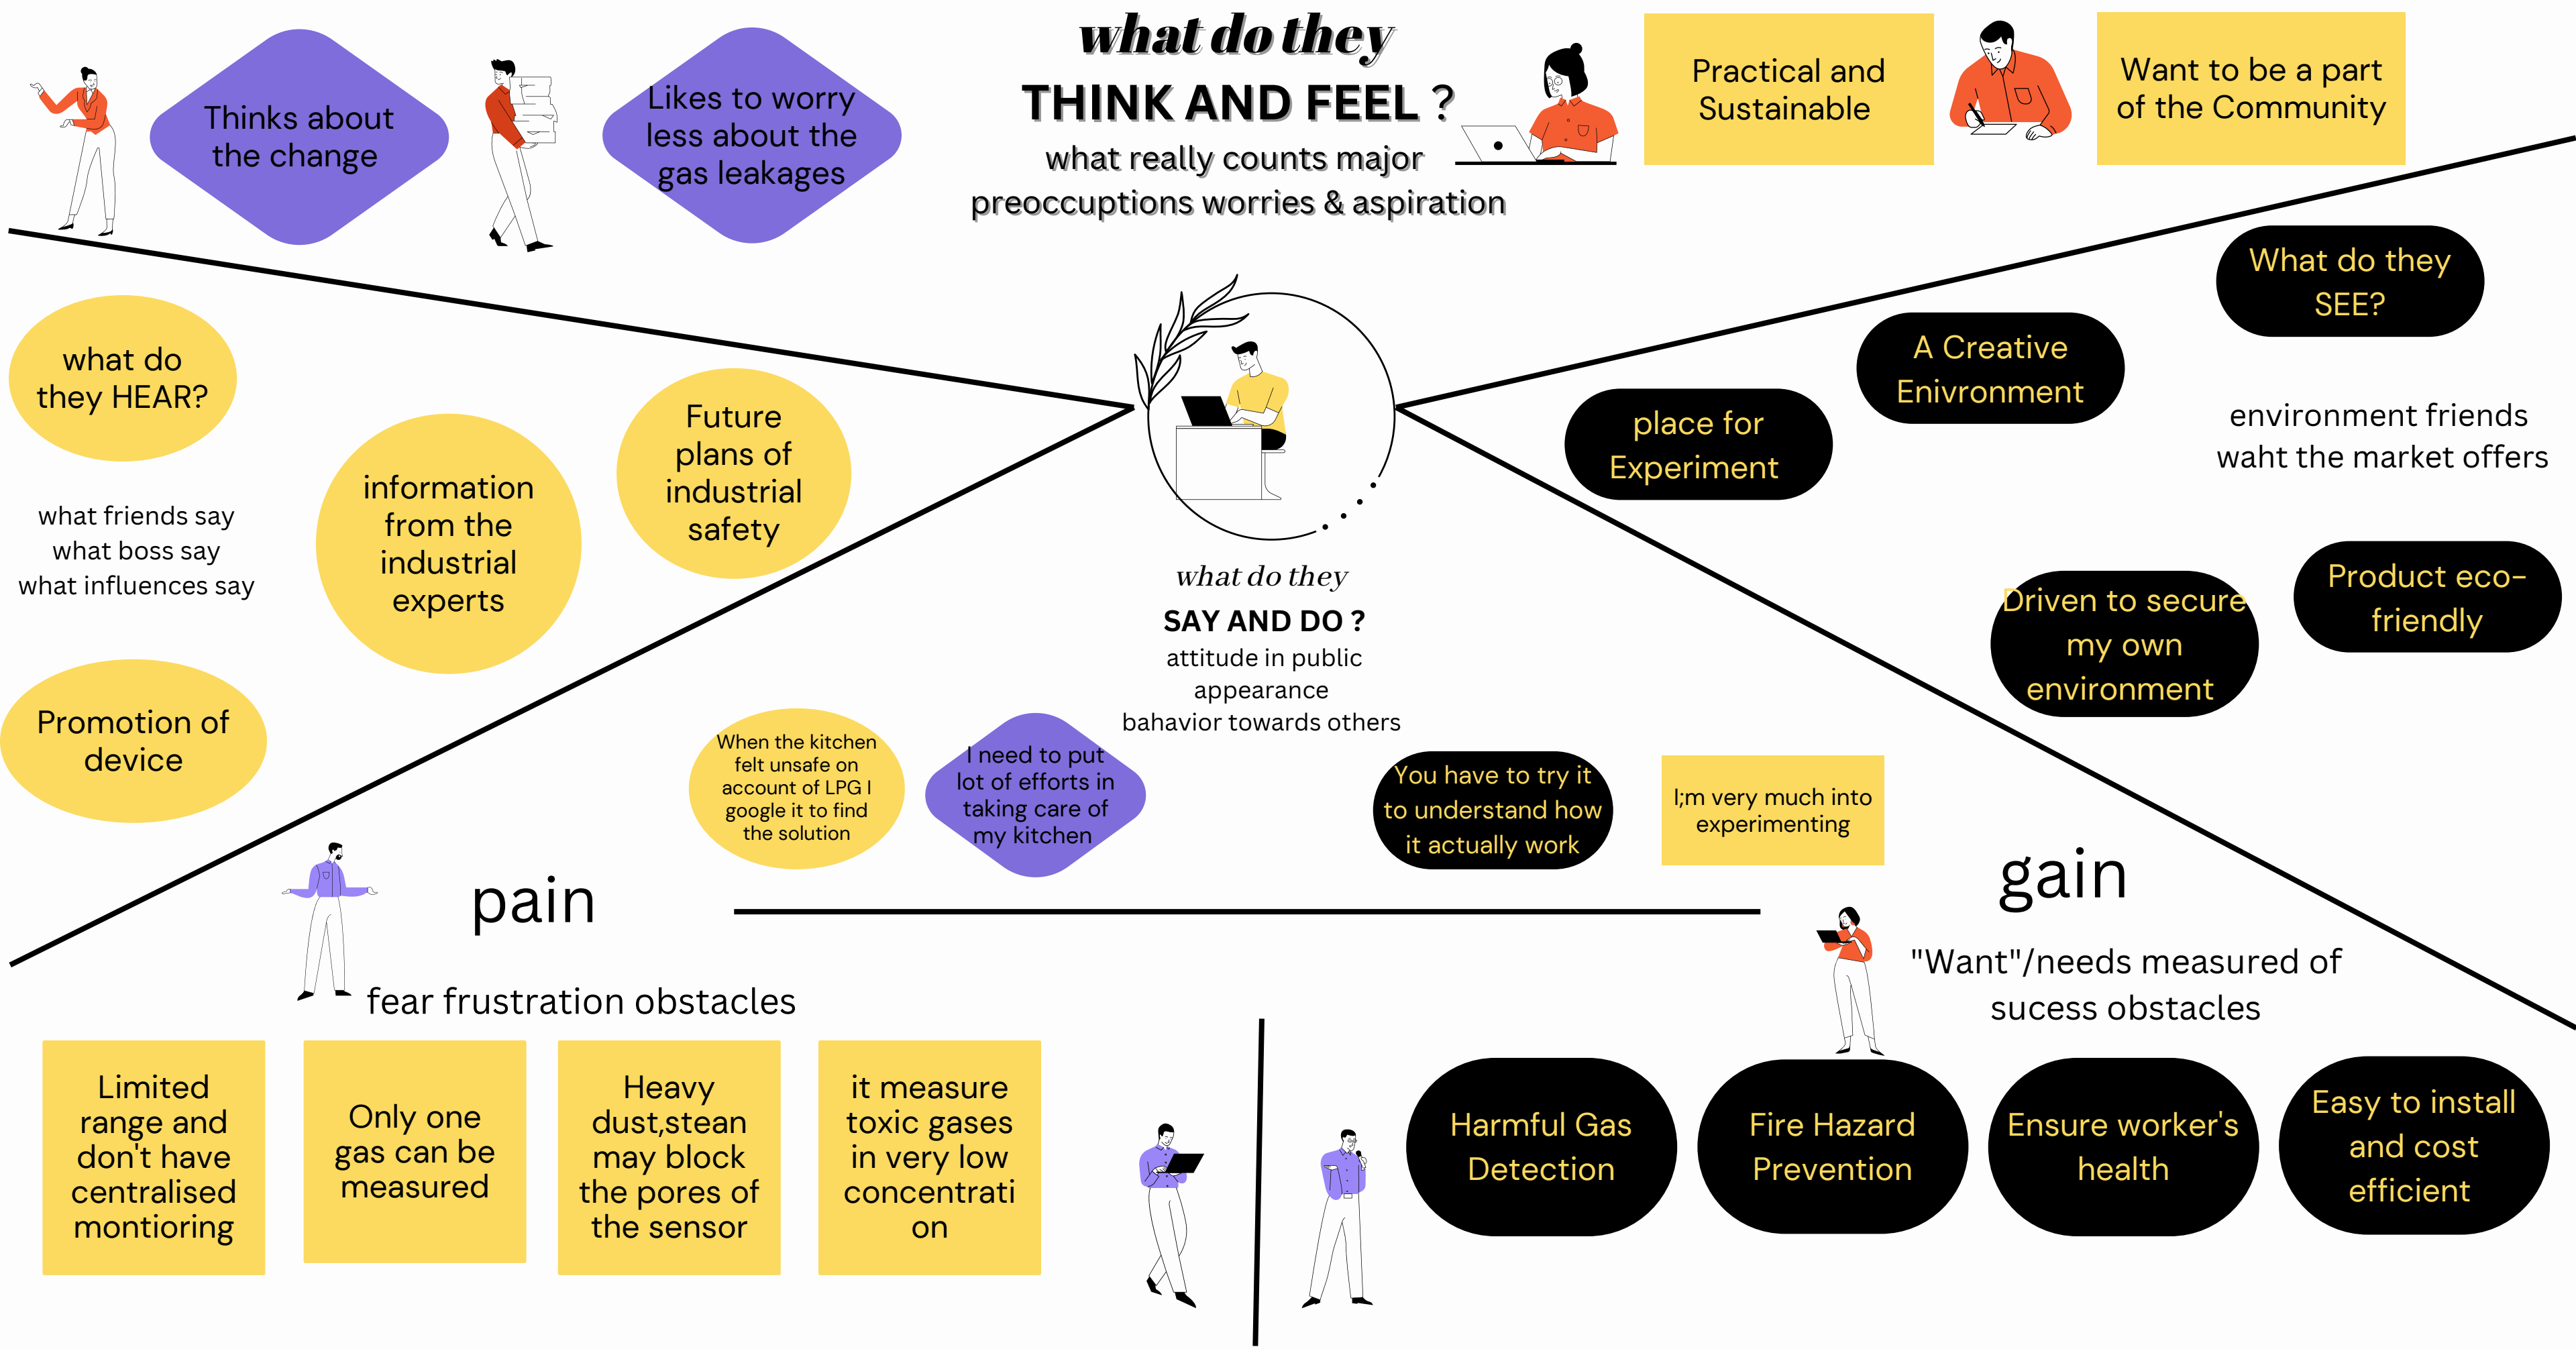 what do they
THINK AND FEEL ?
what really counts major
preoccuptions worries & aspiration
Thinks about
the change
Likes to worry
less about the
gas leakages
Practical and
Sustainable
Want to be a part
of the Community
what do
they HEAR?
what friends say
what boss say
what influences say
information
from the
industrial
experts
Future
plans of
industrial
safety
Promotion of
device
What do they
SEE?
A Creative
Enivronment
place for
Experiment
environment friends
waht the market offers
Driven to secure
my own
environment
Product eco-
friendly
what do they
SAY AND DO ?
attitude in public
appearance
bahavior towards others
When the kitchen
felt unsafe on
account of LPG I
google it to find
the solution
I need to put
lot of efforts in
taking care of
my kitchen
You have to try it
to understand how
it actually work
I;m very much into
experimenting
pain
fear frustration obstacles
Limited
range and
don't have
centralised
montioring
Only one
gas can be
measured
Heavy
dust,stean
may block
the pores of
the sensor
it measure
toxic gases
in very low
concentrati
on
gain
"Want"/needs measured of
sucess obstacles
Harmful Gas
Detection
Fire Hazard
Prevention
Ensure worker's
health
Easy to install
and cost
efficient